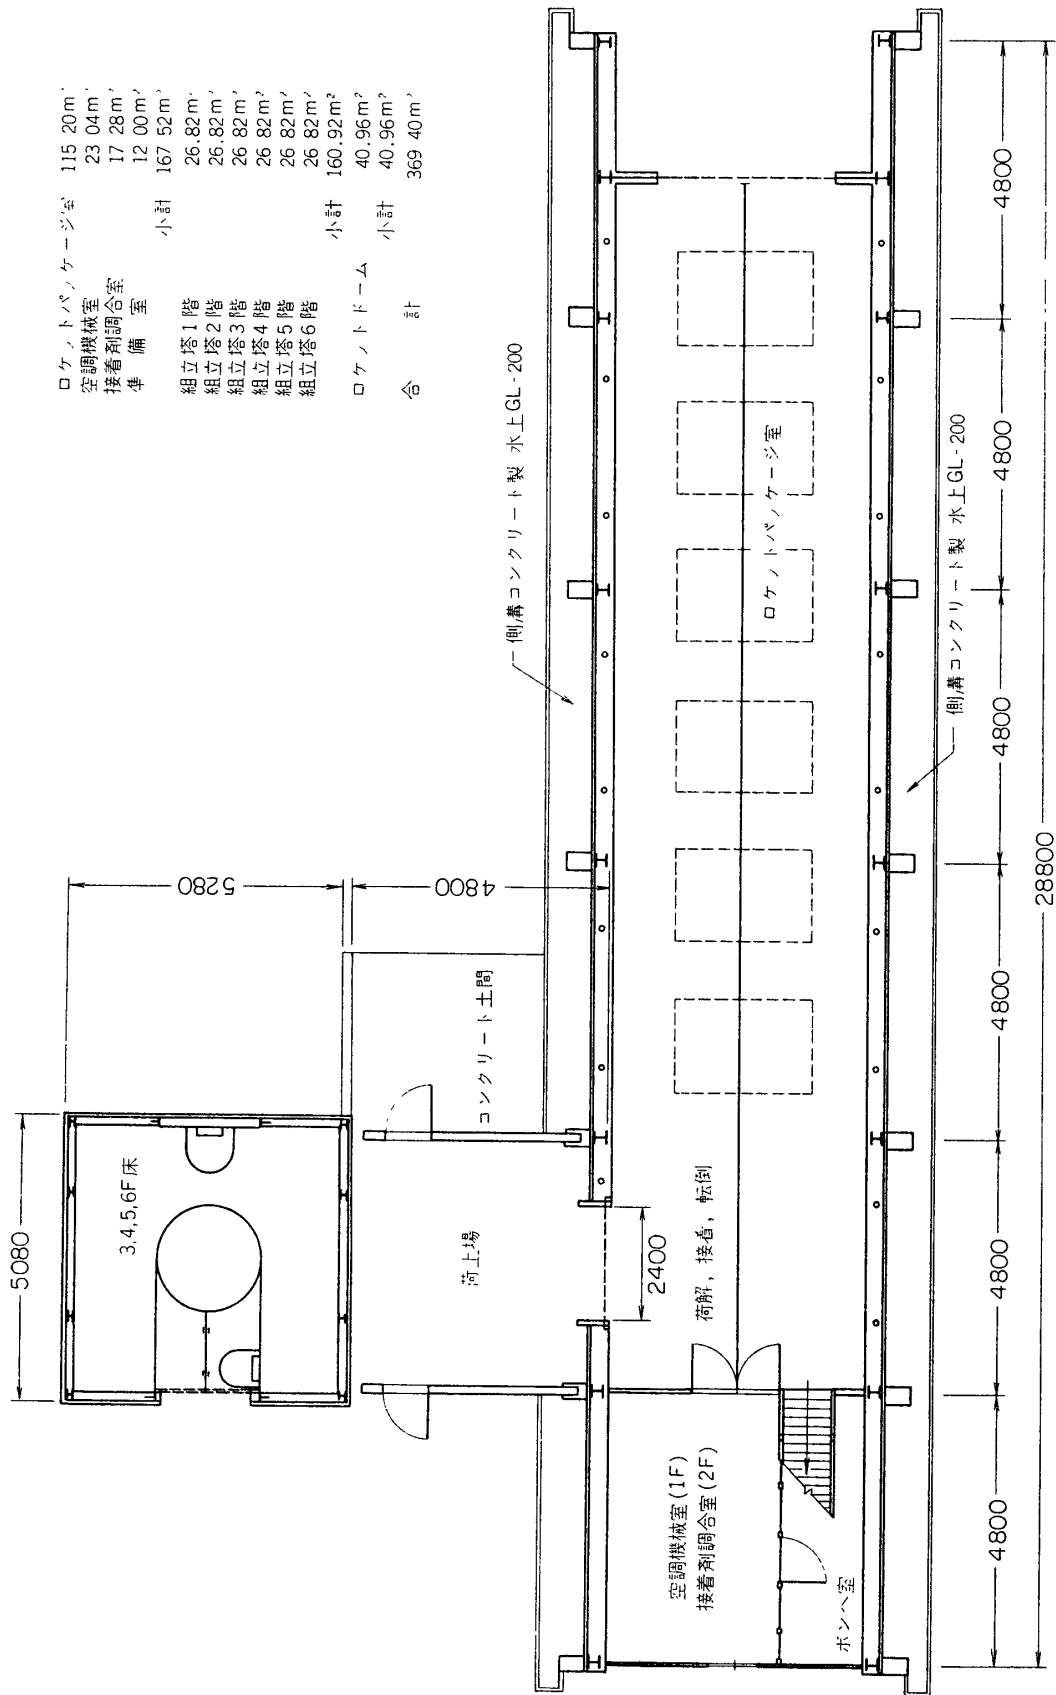 ロケットパッケージ室 115 20m²
空調機械室 23 04m²
接着剤調合室 17 28m²
準備室 12 00m²
小計 167 52m²
組立塔1階 26.82m²
組立塔2階 26.82m²
組立塔3階 26 82m²
組立塔4階 26 82m²
組立塔5階 26 82m²
組立塔6階 26 82m²
小計 160.92m²
ロケットドーム 40.96m²
小計 40.96m²
合計 369 40m²
側溝コンクリート製 水上GL-200
5280
4800
5080
3,4,5,6F床
コンクリート土間
荷上場
2400
ロケットパッケージ室
荷解，接着，転倒
空調機械室(1F)
接着剤調合室(2F)
ボンベ室
側溝コンクリート製 水上GL-200
4800
4800
4800
4800
4800
4800
28800